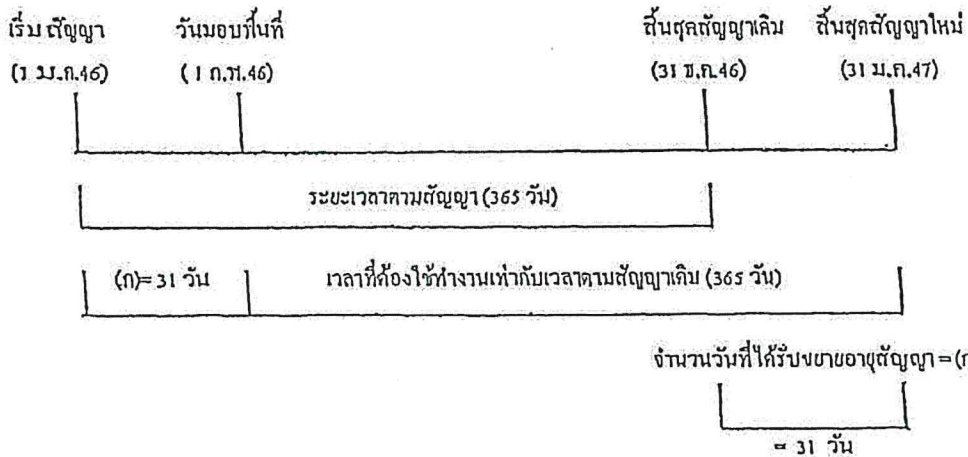 เริ่มสัญญา วันมอบพื้นที่ สิ้นสุดสัญญาเดิม สิ้นสุดสัญญาใหม่
(1 ม.ค.46) (1 ก.พ.46) (31 ธ.ค.46) (31 ม.ค.47)
ระยะเวลาตามสัญญา (365 วัน)
(ก)= 31 วัน เวลาที่ต้องใช้ทำงานเท่ากับเวลาตามสัญญาเดิม (365 วัน)
จำนวนวันที่ได้รับขยายอายุสัญญา = (ก
= 31 วัน